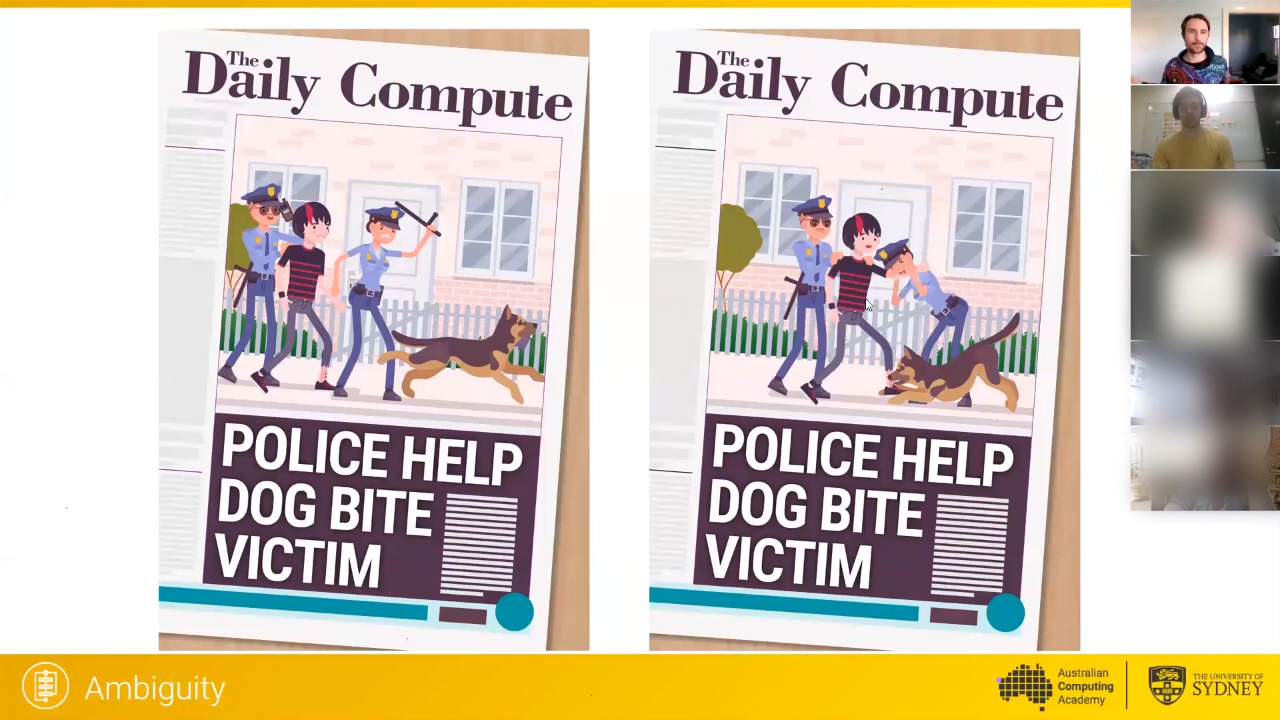 The
Daily Compute
POLICE HELP
DOG BITE
VICTIM
The
Daily Compute
POLICE HELP
DOG BITE
VICTIM
Ambiguity
Australian
Computing
Academy
THE UNIVERSITY OF
SYDNEY